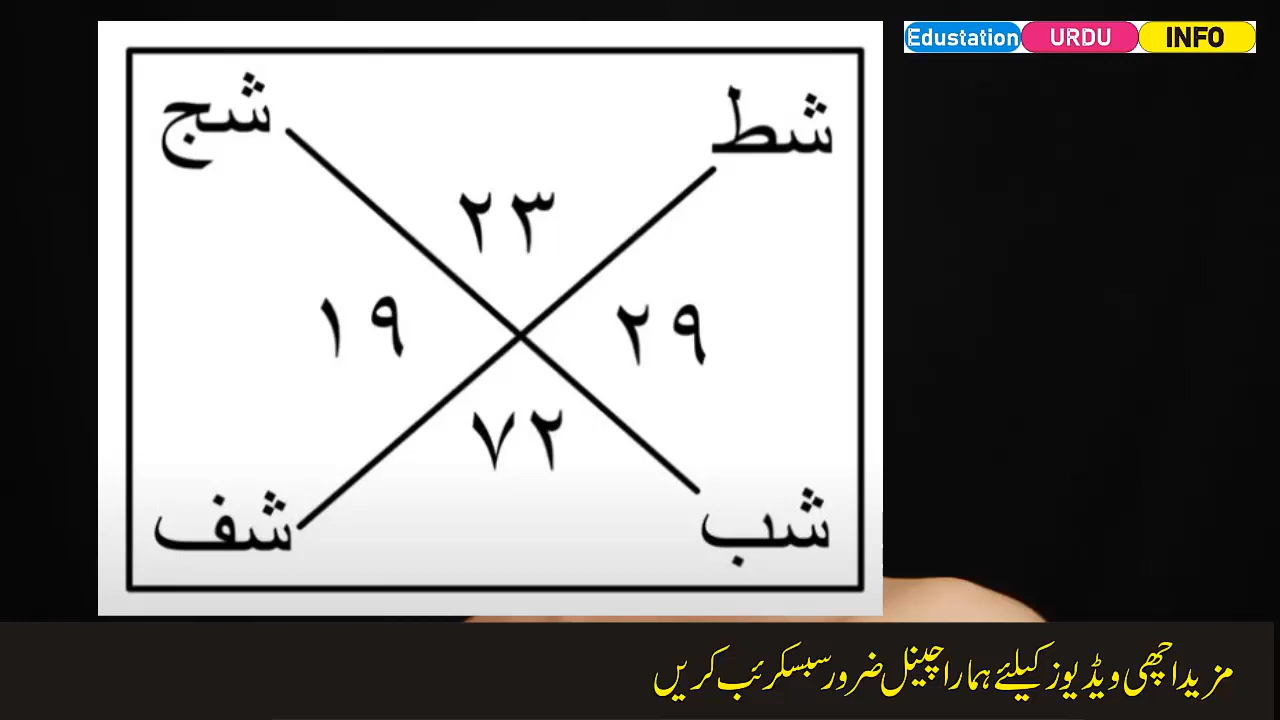 Edustation URDU INFO
شط شج
۲۳
۲۹ ۱۹
۷۲
شب شف
مزید اچھی ویڈیوز کیلئے ہمارا چینل ضرور سبسکرئب کریں